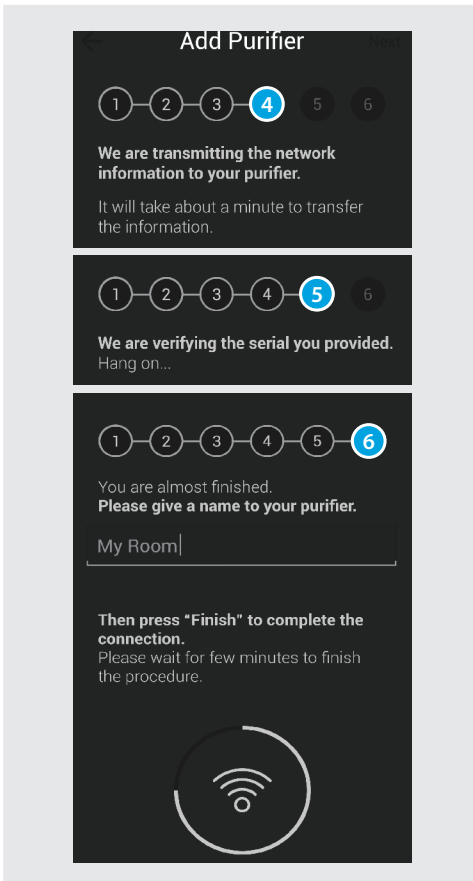 Add Purifier Next
1 2 3 4 5 6
We are transmitting the network
information to your purifier.
It will take about a minute to transfer
the information.
1 2 3 4 5 6
We are verifying the serial you provided.
Hang on...
1 2 3 4 5 6
You are almost finished.
Please give a name to your purifier.
My Room
Then press “Finish” to complete the
connection.
Please wait for few minutes to finish
the procedure.